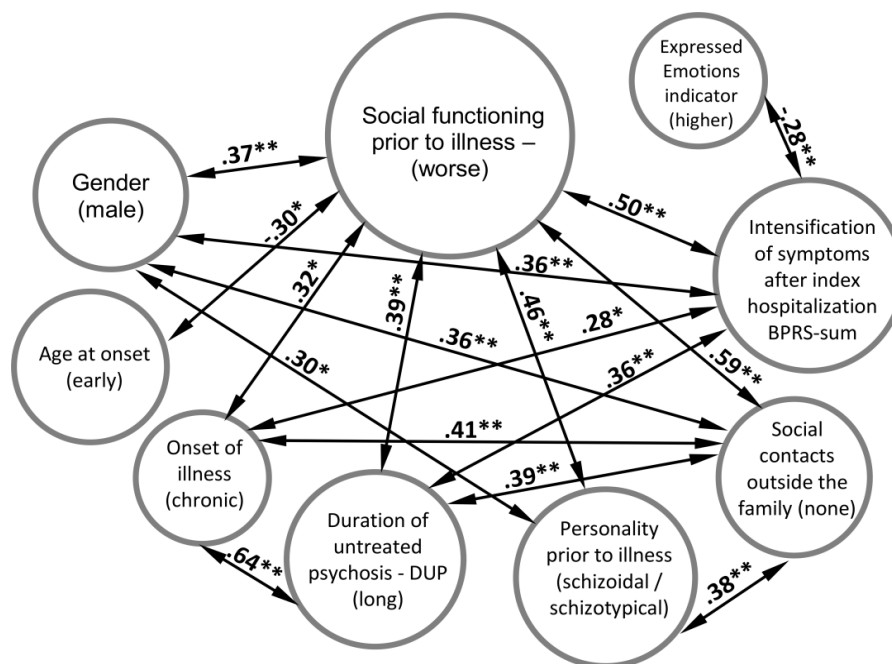 Expressed
Emotions
indicator
(higher)
Social functioning
prior to illness –
(worse)
-.28**
.37**
Gender
(male)
.50**
-.30*
Intensification
of symptoms
after index
hospitalization
BPRS-sum
.36**
.32*
.39**
.46**
.28*
.36**
Age at onset
(early)
.30*
.36**
.59**
Onset of
illness
(chronic)
.41**
Social
contacts
outside the
family (none)
.39**
Duration of
untreated
psychosis - DUP
(long)
Personality
prior to illness
(schizoidal /
schizotypical)
.64**
.38**